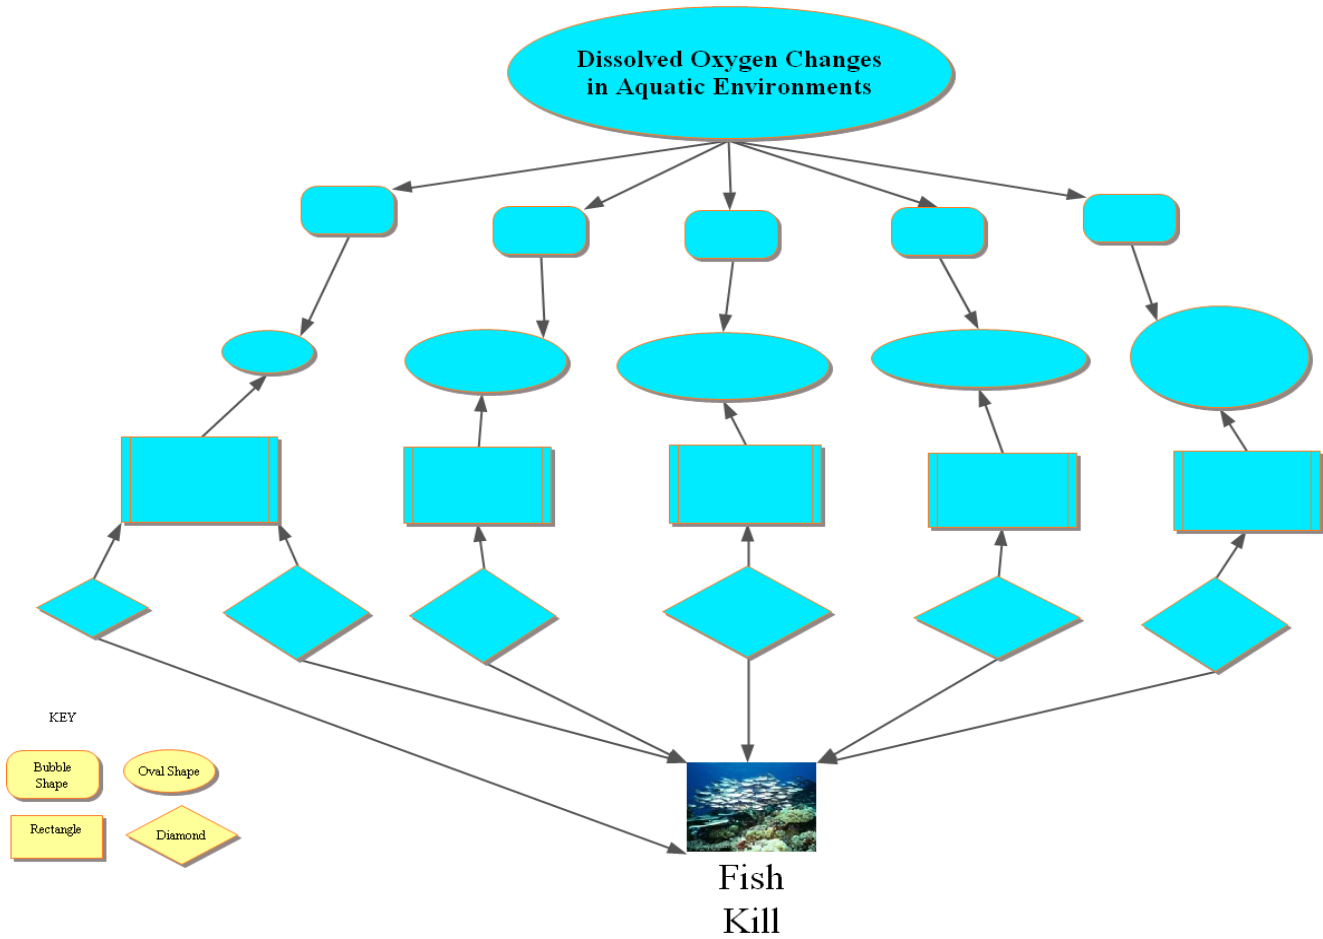 Dissolved Oxygen Changes
in Aquatic Environments
KEY
Bubble
Shape
Oval Shape
Rectangle
Diamond
Fish
Kill